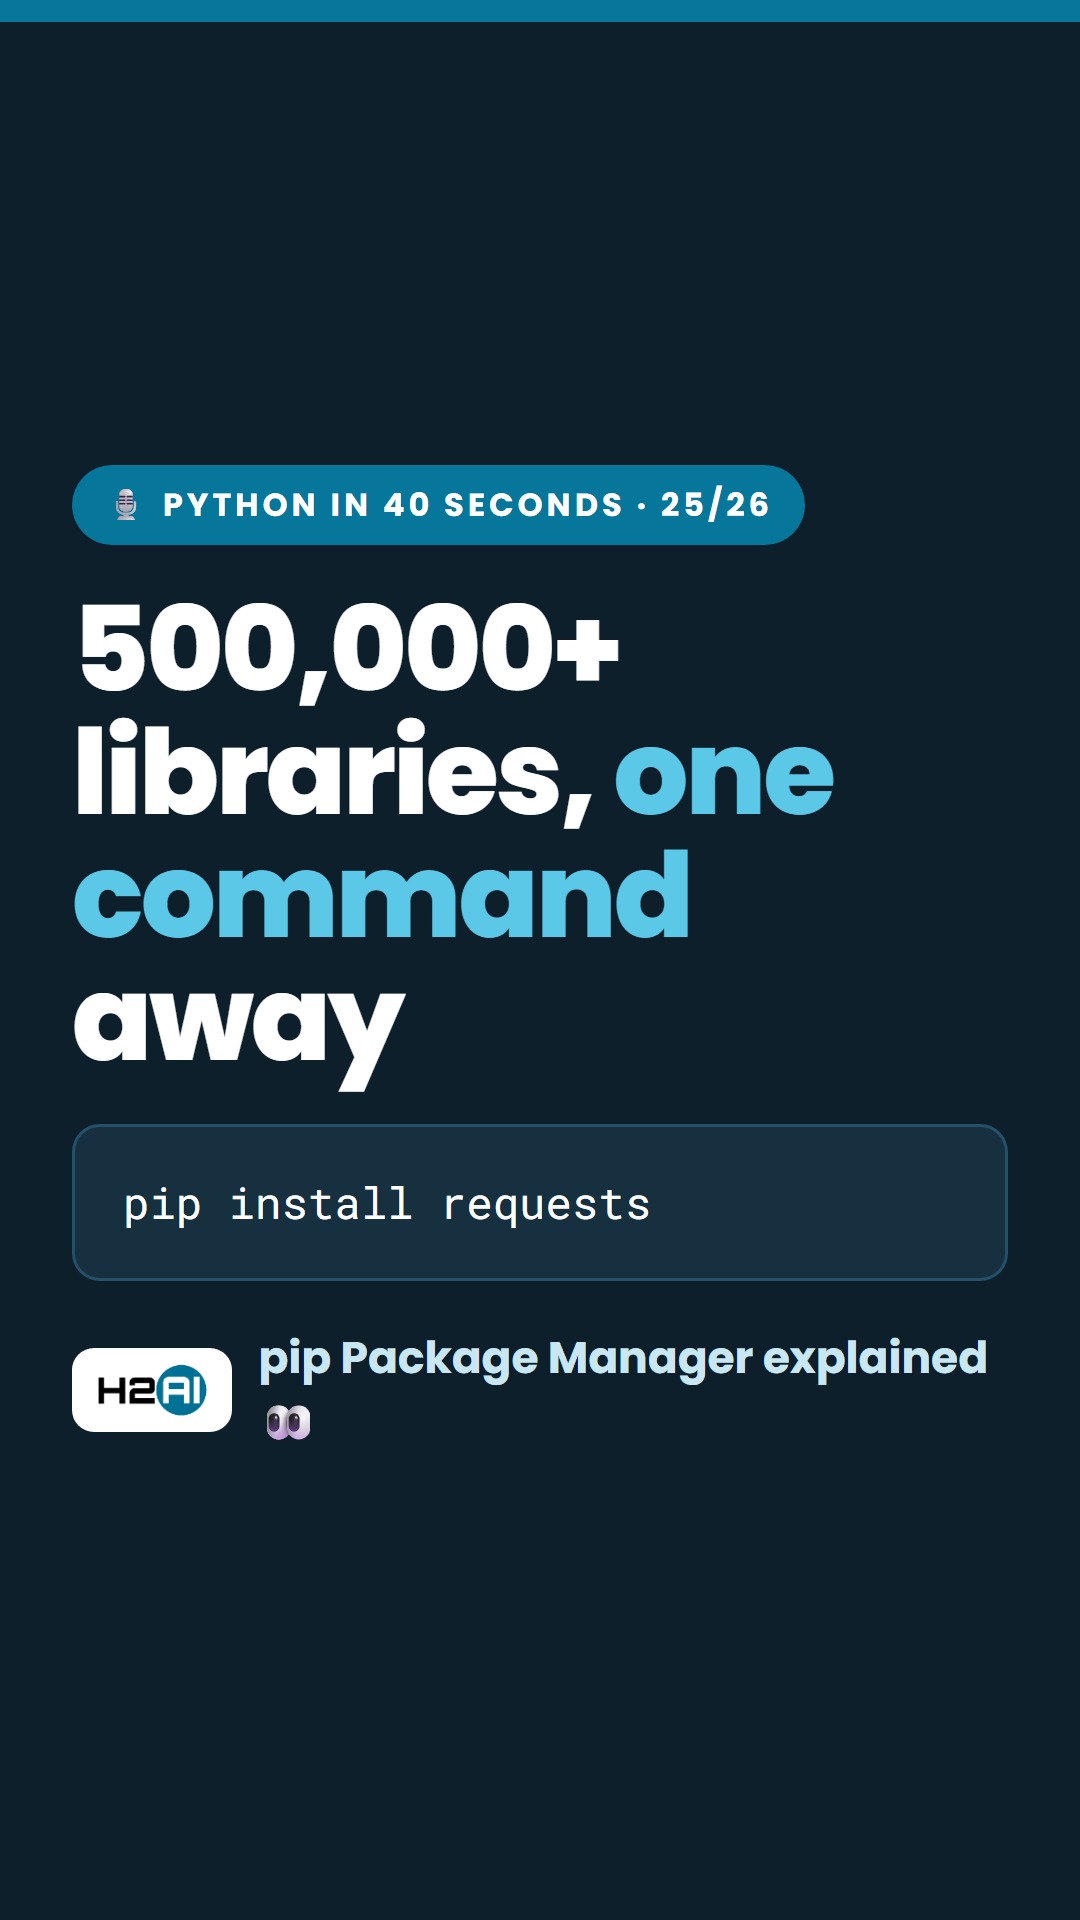 🎙️ PYTHON IN 40 SECONDS · 25/26
500,000+
libraries, one
command
away
pip install requests
H2AI
pip Package Manager explained
👀